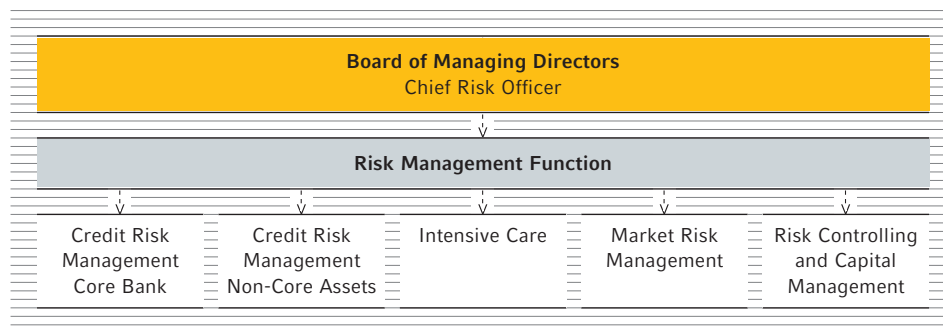 Board of Managing Directors
Chief Risk Officer
Risk Management Function
Credit Risk
Management
Core Bank
Credit Risk
Management
Non-Core Assets
Intensive Care
Market Risk
Management
Risk Controlling
and Capital
Management